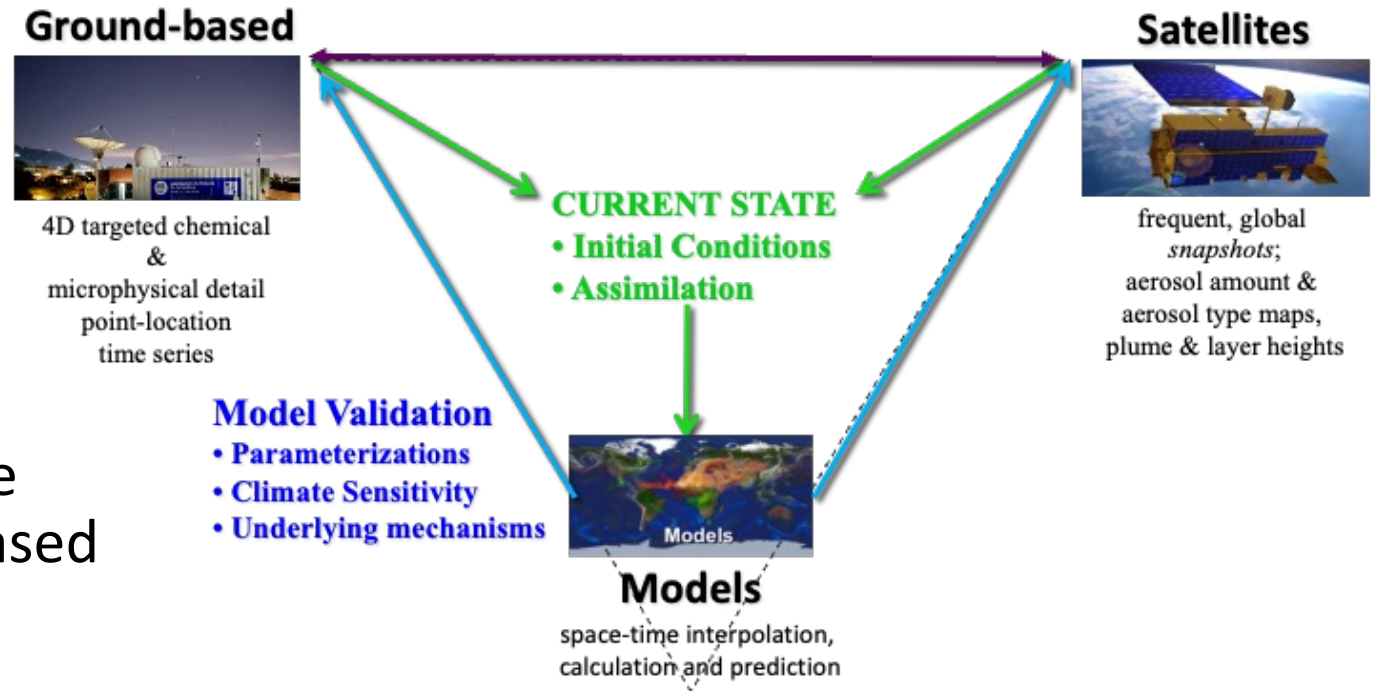 Ground-based
Satellites
4D targeted chemical
&
microphysical detail
point-location
time series
CURRENT STATE
• Initial Conditions
• Assimilation
frequent, global
snapshots;
aerosol amount &
aerosol type maps,
plume & layer heights
Model Validation
• Parameterizations
• Climate Sensitivity
• Underlying mechanisms
Models
Models
space-time interpolation,
calculation and prediction